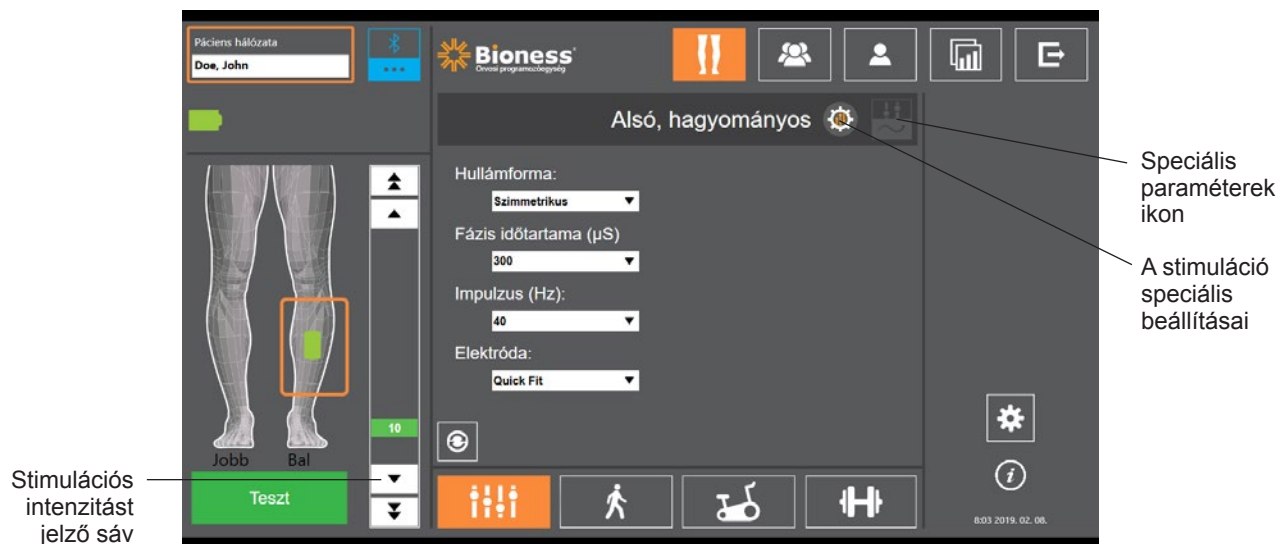 Páciens hálózata
Doe, John
Bioness
Orvosi programozóegység
Alsó, hagyományos
Hullámforma:
Szimmetrikus
Fázis időtartama (µS)
300
Impulzus (Hz):
40
Elektróda:
Quick Fit
10
Jobb Bal
Teszt
8:03 2019. 02. 08.
Speciális
paraméterek
ikon
A stimuláció
speciális
beállításai
Stimulációs
intenzitást
jelző sáv